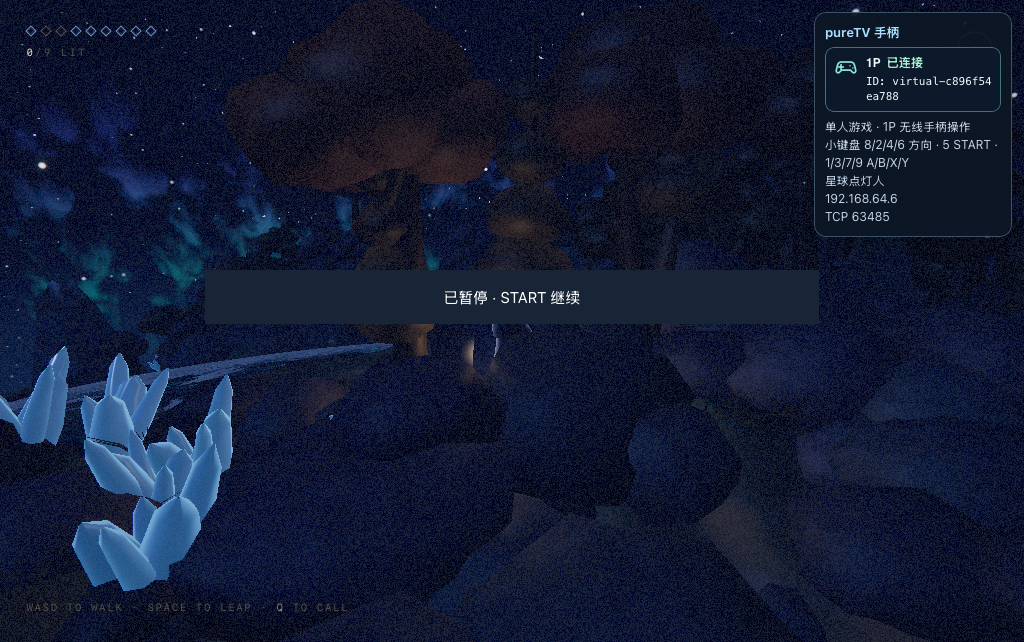 0/9 LIT
pureTV 手柄
1P 已连接
ID: virtual-c896f54
ea788
单人游戏 · 1P 无线手柄操作
小键盘 8/2/4/6 方向 · 5 START ·
1/3/7/9 A/B/X/Y
星球点灯人
192.168.64.6
TCP 63485
已暂停 · START 继续
WASD TO WALK · SPACE TO LEAP · Q TO CALL